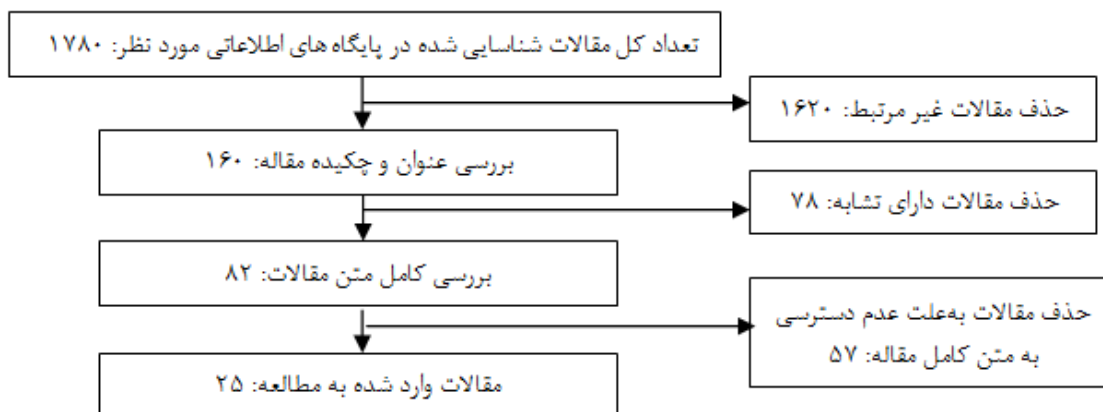 تعداد کل مقالات شناسایی شده در پایگاه های اطلاعاتی مورد نظر: ۱۷۸۰
حذف مقالات غیر مرتبط: ۱۶۲۰
بررسی عنوان و چکیده مقاله: ۱۶۰
حذف مقالات دارای تشابه: ۷۸
بررسی کامل متن مقالات: ۸۲
حذف مقالات به‌علت عدم دسترسی
به متن کامل مقاله: ۵۷
مقالات وارد شده به مطالعه: ۲۵